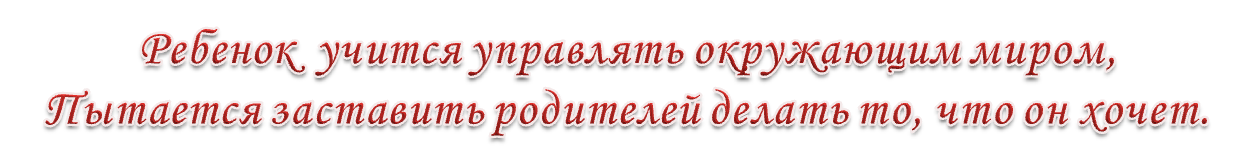 Ребенок учится управлять окружающим миром,
Пытается заставить родителей делать то, что он хочет.